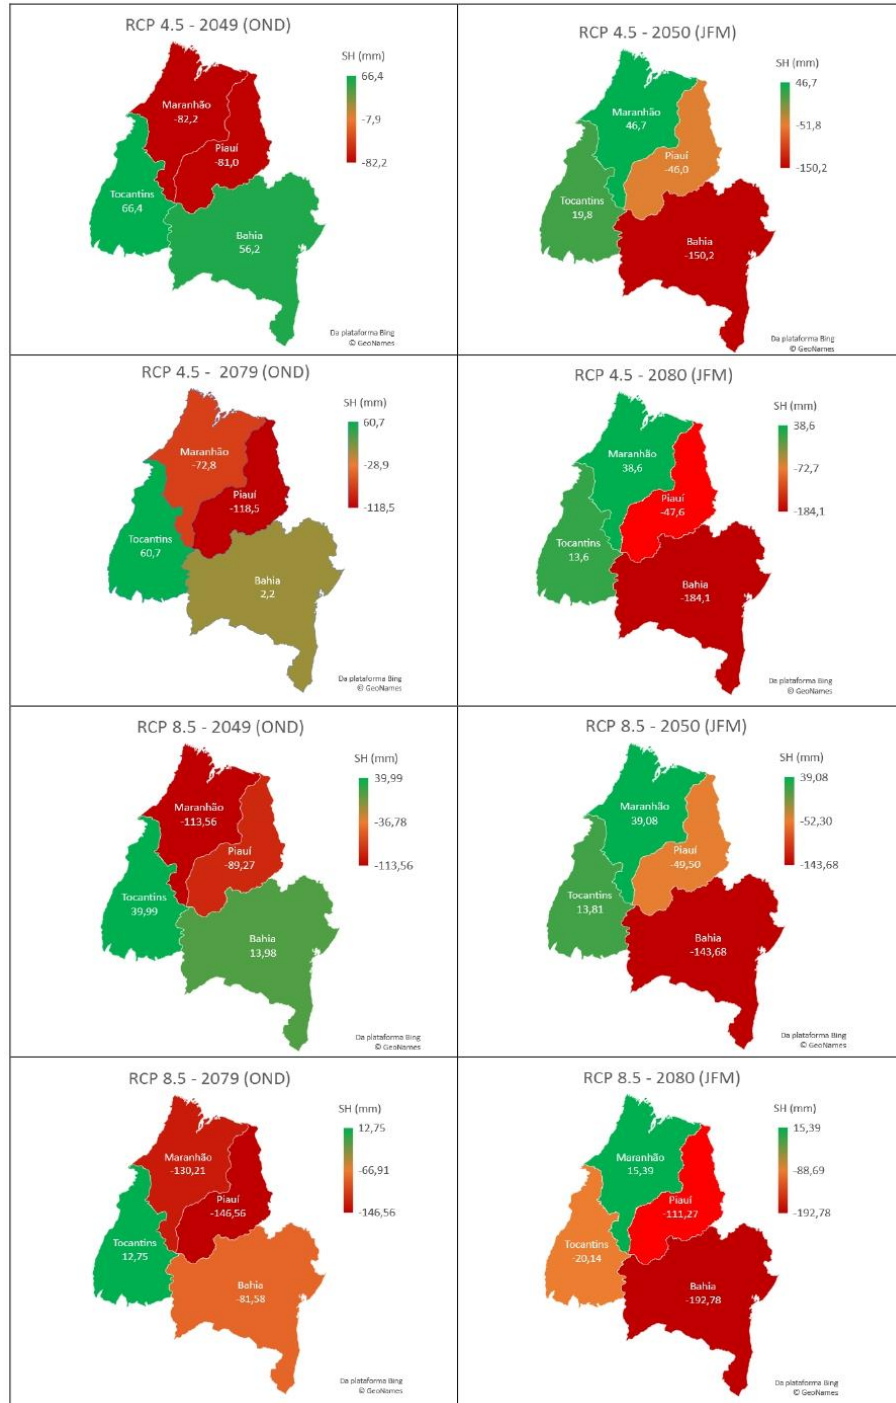 RCP 4.5 - 2049 (OND)
SH (mm)
66,4
-7,9
-82,2
Maranhão
-82,2
Piauí
-81,0
Tocantins
66,4
Bahia
56,2
Da plataforma Bing
© GeoNames
RCP 4.5 - 2050 (JFM)
SH (mm)
46,7
-51,8
-150,2
Maranhão
46,7
Piauí
-46,0
Tocantins
19,8
Bahia
-150,2
Da plataforma Bing
© GeoNames
RCP 4.5 - 2079 (OND)
SH (mm)
60,7
-28,9
-118,5
Maranhão
-72,8
Piauí
-118,5
Tocantins
60,7
Bahia
2,2
Da plataforma Bing
© GeoNames
RCP 4.5 - 2080 (JFM)
SH (mm)
38,6
-72,7
-184,1
Maranhão
38,6
Piauí
-47,6
Tocantins
13,6
Bahia
-184,1
Da plataforma Bing
© GeoNames
RCP 8.5 - 2049 (OND)
SH (mm)
39,99
-36,78
-113,56
Maranhão
-113,56
Piauí
-89,27
Tocantins
39,99
Bahia
13,98
Da plataforma Bing
© GeoNames
RCP 8.5 - 2050 (JFM)
SH (mm)
39,08
-52,30
-143,68
Maranhão
39,08
Piauí
-49,50
Tocantins
13,81
Bahia
-143,68
Da plataforma Bing
© GeoNames
RCP 8.5 - 2079 (OND)
SH (mm)
12,75
-66,91
-146,56
Maranhão
-130,21
Piauí
-146,56
Tocantins
12,75
Bahia
-81,58
Da plataforma Bing
© GeoNames
RCP 8.5 - 2080 (JFM)
SH (mm)
15,39
-88,69
-192,78
Maranhão
15,39
Piauí
-111,27
Tocantins
-20,14
Bahia
-192,78
Da plataforma Bing
© GeoNames